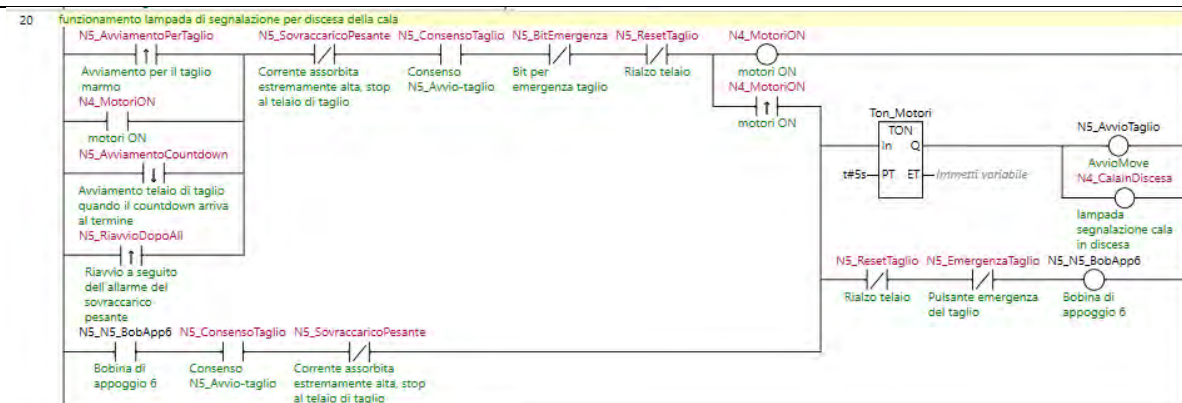 20 funzionamento lampada di segnalazione per discesa della cala
N5_AvviamentoPerTaglio N5_SovraccaricoPesante N5_ConsensoTaglio N5_BitEmergenza N5_ResetTaglio N4_MotoriON
Avviamento per il taglio
marmo
Corrente assorbita
estremamente alta, stop
al telaio di taglio
Consenso
N5_Avvio-taglio
Bit per
emergenza taglio
Rialzo telaio
motori ON
N4_MotoriON
motori ON
N4_MotoriON
motori ON
N5_AvviamentoCountdown
Avviamento telaio di taglio
quando il countdown arriva
al termine
N5_RiavvioDopoAll
Riavvio a seguito
dell'allarme del
sovraccarico
pesante
Ton_Motori
TON
In Q
t#5s PT ET Immetti variabile
N5_AvvioTaglio
AvvioMove
N4_CalaInDiscesa
lampada
segnalazione cala
in discesa
N5_ResetTaglio N5_EmergenzaTaglio N5_N5_BobApp6
Rialzo telaio
Pulsante emergenza
del taglio
Bobina di
appoggio 6
N5_N5_BobApp6 N5_ConsensoTaglio N5_SovraccaricoPesante
Bobina di
appoggio 6
Consenso
N5_Avvio-taglio
Corrente assorbita
estremamente alta, stop
al telaio di taglio